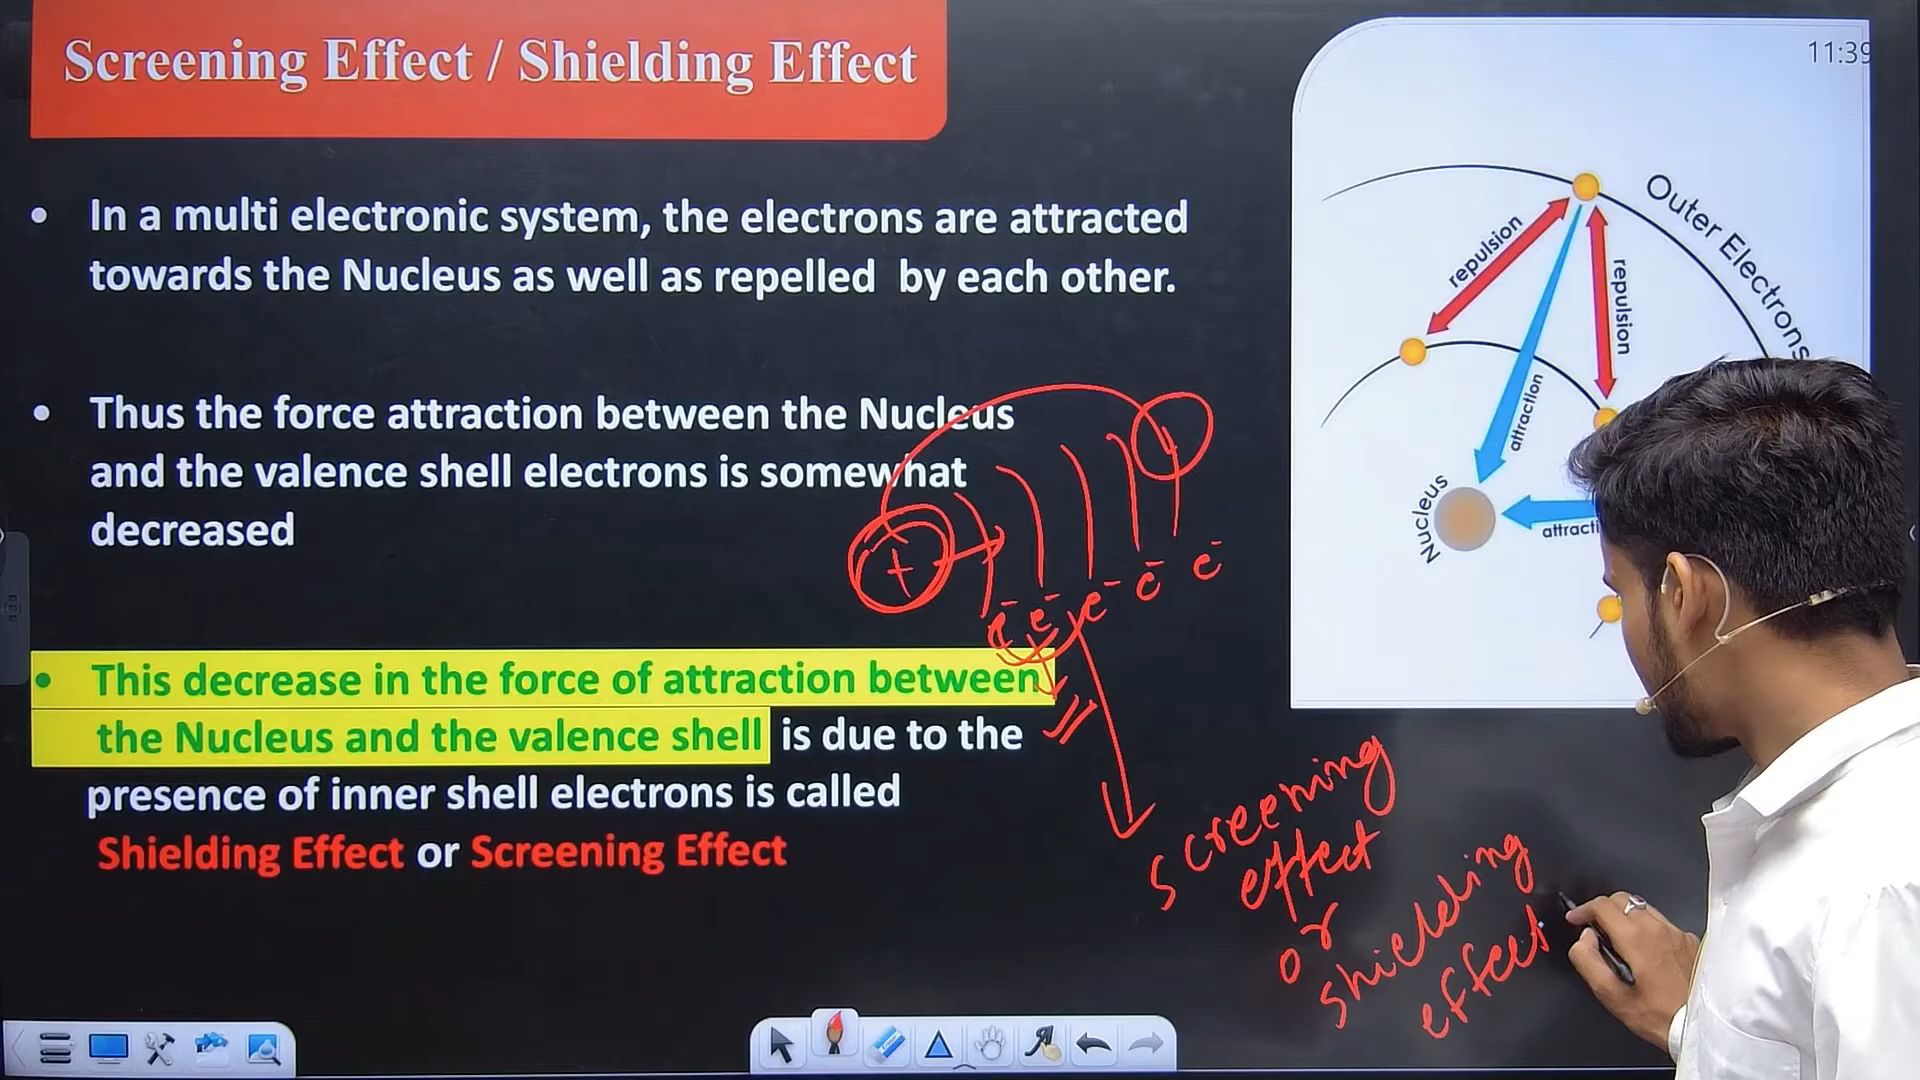 Screening Effect / Shielding Effect
11:39
• In a multi electronic system, the electrons are attracted
towards the Nucleus as well as repelled by each other.
• Thus the force attraction between the Nucleus
and the valence shell electrons is somewhat
decreased
• This decrease in the force of attraction between
the Nucleus and the valence shell is due to the
presence of inner shell electrons is called
Shielding Effect or Screening Effect
Outer Electrons
repulsion
repulsion
attraction
Nucleus
attracti
+
e⁻ e⁻ e⁻ e⁻ e⁻
screening
effect
or
shielding
effect